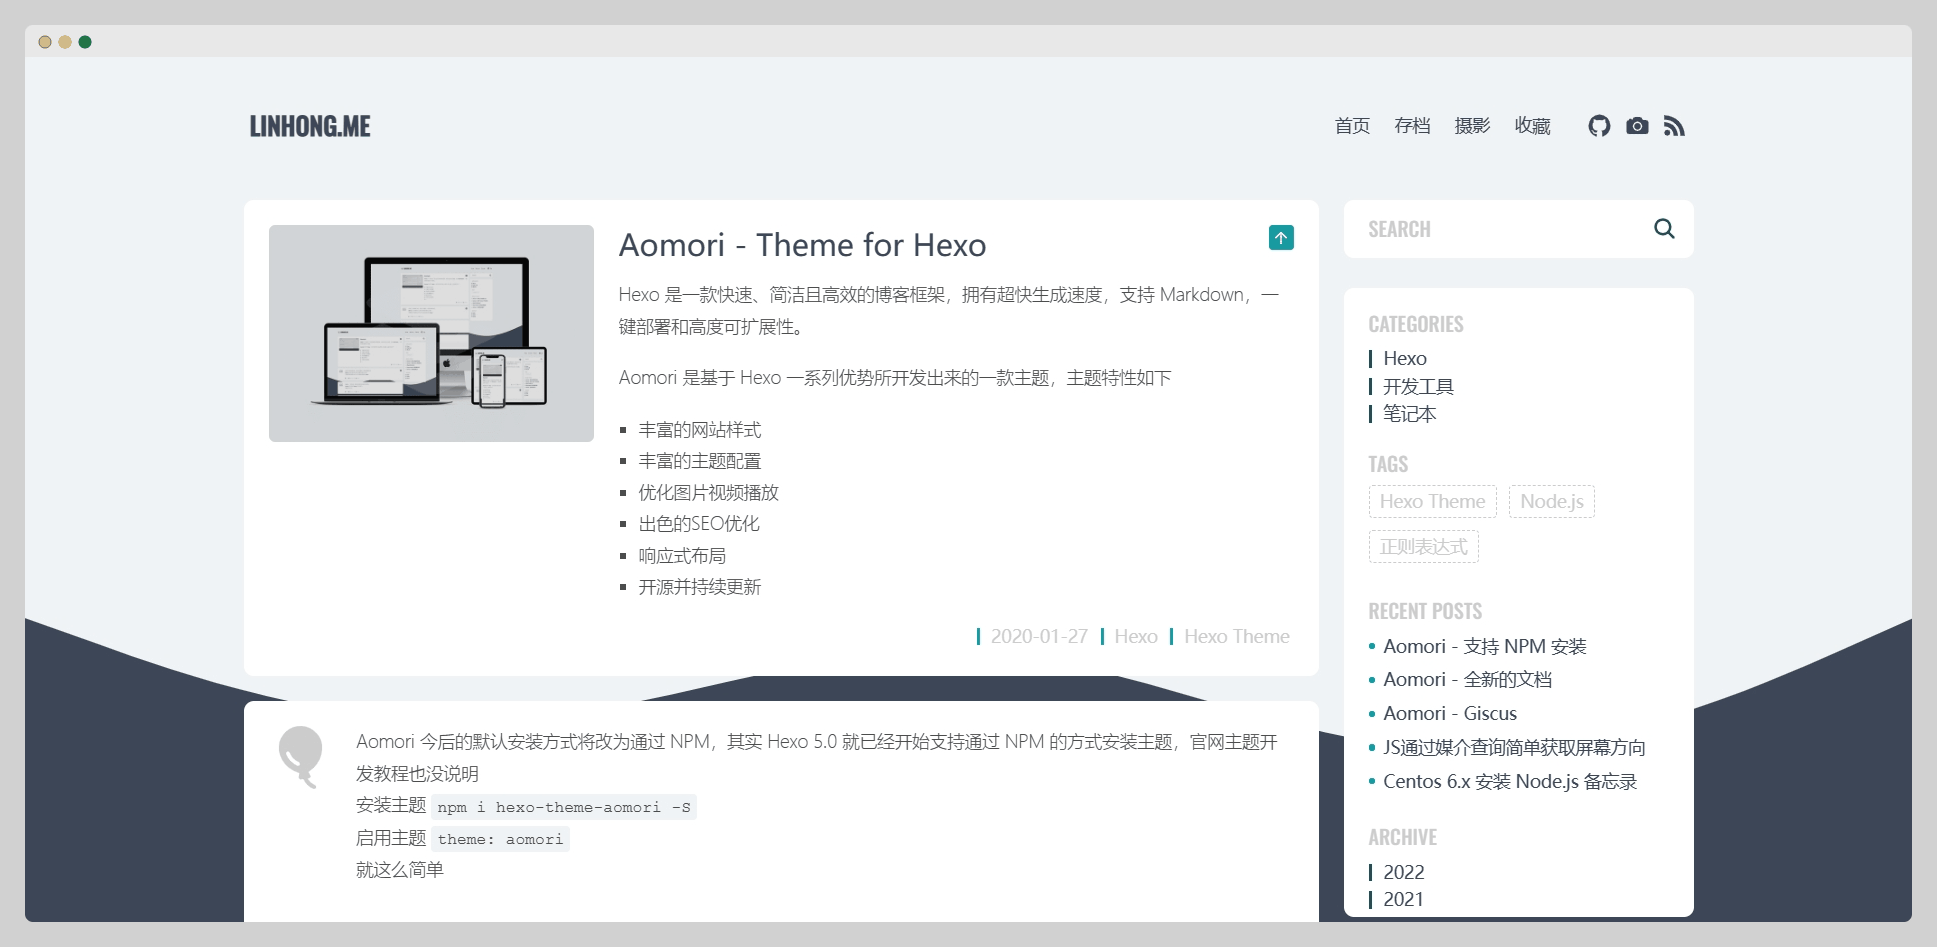 LINHONG.ME
首页 存档 摄影 收藏
Aomori - Theme for Hexo
Hexo 是一款快速、简洁且高效的博客框架，拥有超快生成速度，支持 Markdown，一
键部署和高度可扩展性。
Aomori 是基于 Hexo 一系列优势所开发出来的一款主题，主题特性如下
丰富的网站样式
丰富的主题配置
优化图片视频播放
出色的SEO优化
响应式布局
开源并持续更新
2020-01-27 Hexo Hexo Theme
Aomori 今后的默认安装方式将改为通过 NPM，其实 Hexo 5.0 就已经开始支持通过 NPM 的方式安装主题，官网主题开
发教程也没说明
安装主题 npm i hexo-theme-aomori -S
启用主题 theme: aomori
就这么简单
SEARCH
CATEGORIES
Hexo
开发工具
笔记本
TAGS
Hexo Theme Node.js
正则表达式
RECENT POSTS
Aomori - 支持 NPM 安装
Aomori - 全新的文档
Aomori - Giscus
JS通过媒介查询简单获取屏幕方向
Centos 6.x 安装 Node.js 备忘录
ARCHIVE
2022
2021